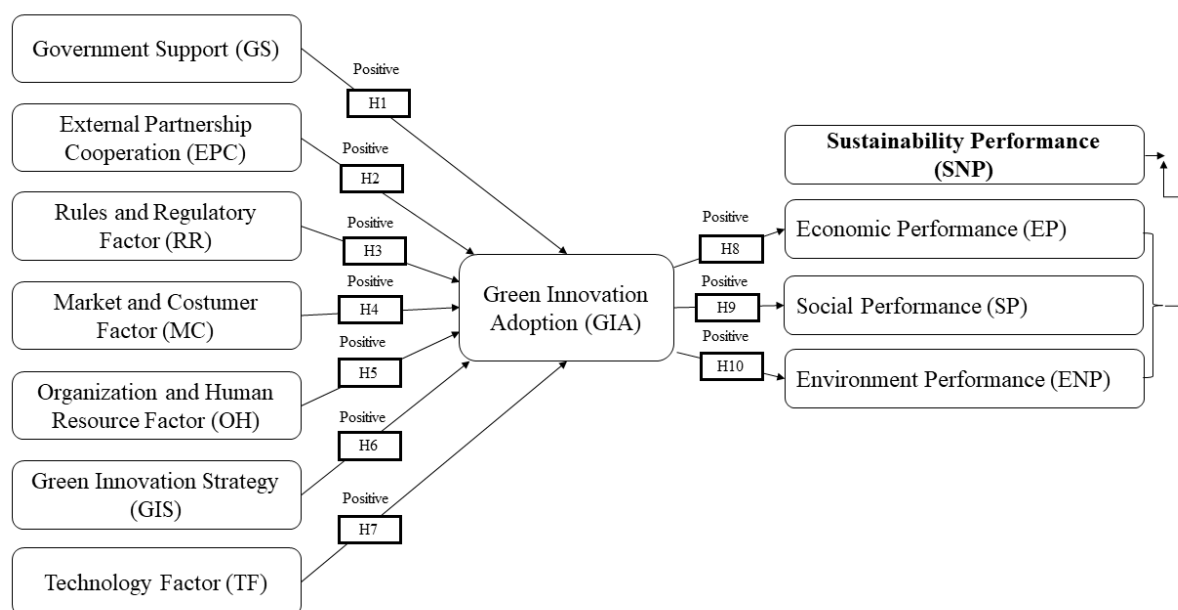 Government Support (GS)
External Partnership
Cooperation (EPC)
Rules and Regulatory
Factor (RR)
Market and Costumer
Factor (MC)
Organization and Human
Resource Factor (OH)
Green Innovation Strategy
(GIS)
Technology Factor (TF)
Positive
H1
Positive
H2
Positive
H3
Positive
H4
Positive
H5
Positive
H6
Positive
H7
Green Innovation
Adoption (GIA)
Positive
H8
Positive
H9
Positive
H10
Sustainability Performance
(SNP)
Economic Performance (EP)
Social Performance (SP)
Environment Performance (ENP)